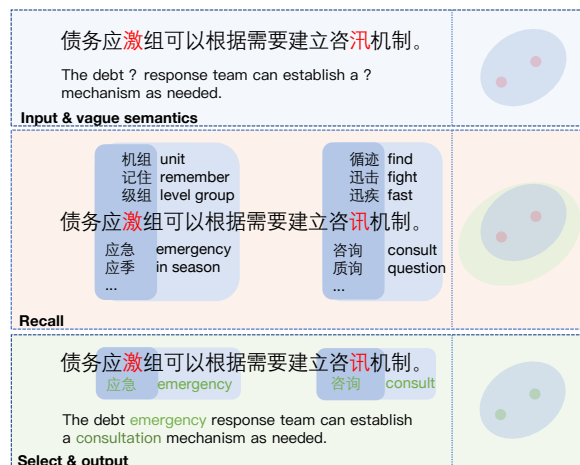 债务应激组可以根据需要建立咨汛机制。
The debt ? response team can establish a ?
mechanism as needed.
Input & vague semantics
机组 unit
记住 remember
级组 level group
循迹 find
迅击 fight
迅疾 fast
债务应激组可以根据需要建立咨讯机制。
应急 emergency
应季 in season
...
咨询 consult
质询 question
...
Recall
债务应激组可以根据需要建立咨讯机制。
应急 emergency
咨询 consult
The debt emergency response team can establish
a consultation mechanism as needed.
Select & output